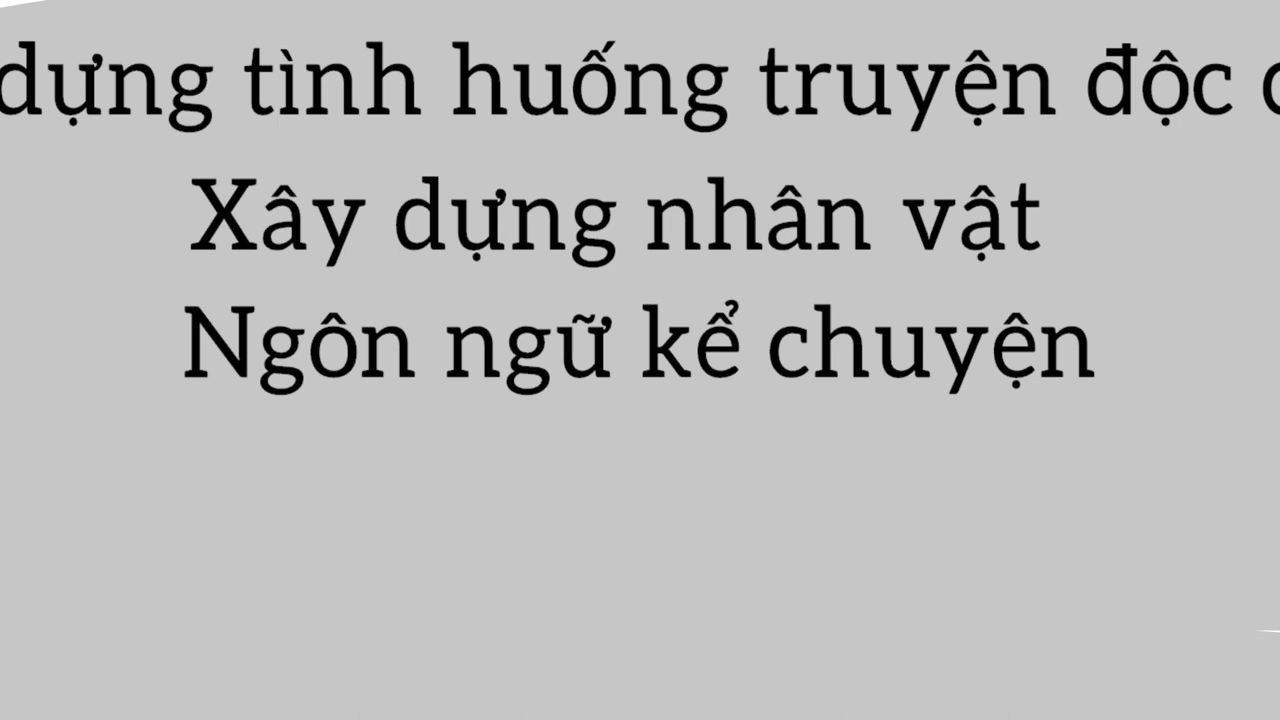 dựng tình huống truyện độc
Xây dựng nhân vật
Ngôn ngữ kể chuyện